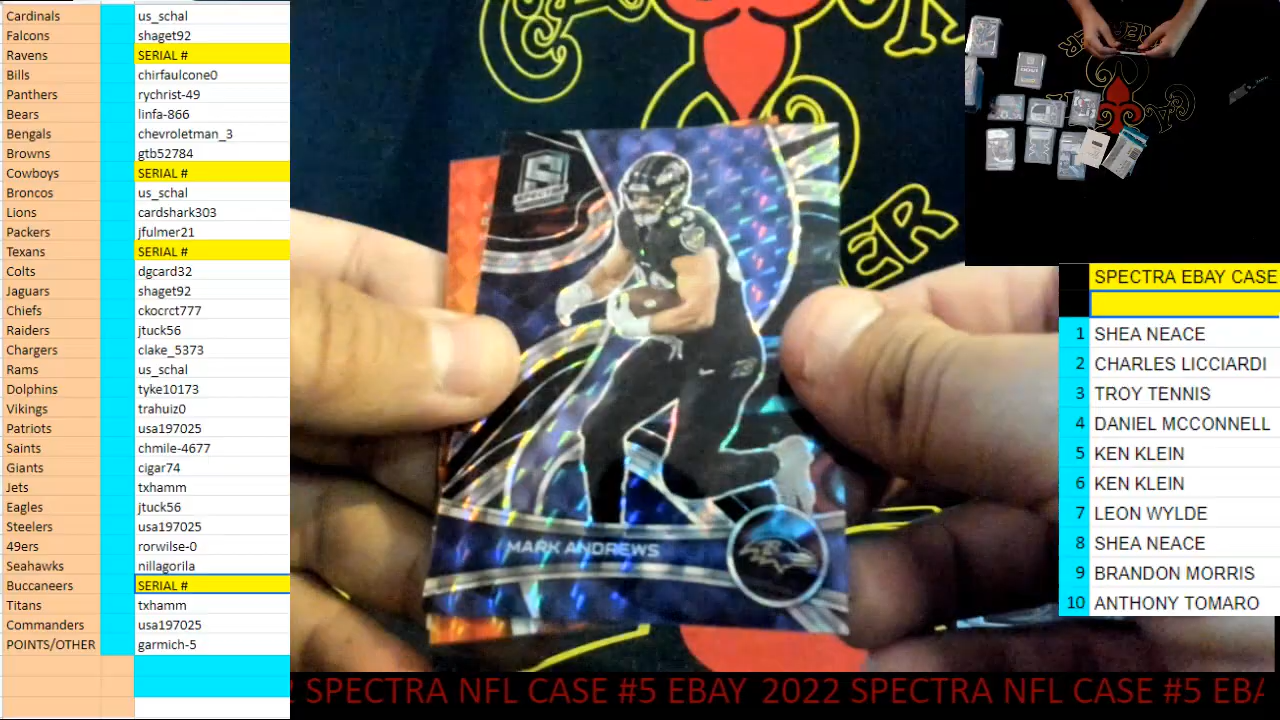 Cardinals us_schal
Falcons shaget92
Ravens SERIAL #
Bills chirfaulcone0
Panthers rychrist-49
Bears linfa-866
Bengals chevroletman_3
Browns gtb52784
Cowboys SERIAL #
Broncos us_schal
Lions cardshark303
Packers jfulmer21
Texans SERIAL #
Colts dgcard32
Jaguars shaget92
Chiefs ckocrct777
Raiders jtuck56
Chargers clake_5373
Rams us_schal
Dolphins tyke10173
Vikings trahuiz0
Patriots usa197025
Saints chmile-4677
Giants cigar74
Jets txhamm
Eagles jtuck56
Steelers usa197025
49ers rorwilse-0
Seahawks nillagorila
Buccaneers SERIAL #
Titans txhamm
Commanders usa197025
POINTS/OTHER garmich-5
SPECTRA
MARK ANDREWS
ER
SPECTRA EBAY CASE
1 SHEA NEACE
2 CHARLES LICCIARDI
3 TROY TENNIS
4 DANIEL MCCONNELL
5 KEN KLEIN
6 KEN KLEIN
7 LEON WYLDE
8 SHEA NEACE
9 BRANDON MORRIS
10 ANTHONY TOMARO
2 SPECTRA NFL CASE #5 EBAY 2022 SPECTRA NFL CASE #5 EBA